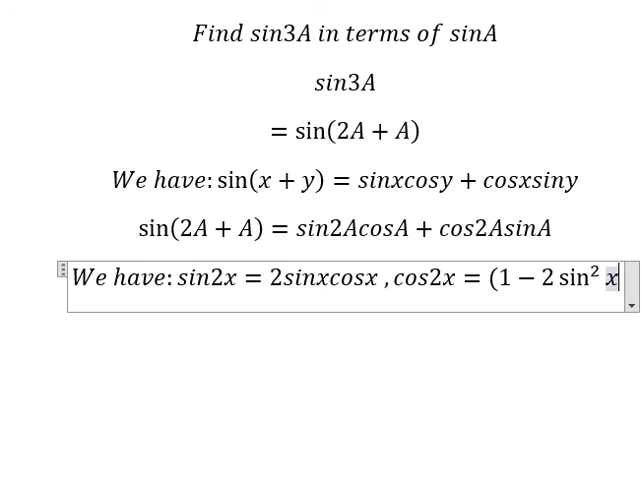 Find sin3A in terms of sinA
sin3A
= sin(2A + A)
We have: sin(x + y) = sinxcosy + cosxsiny
sin(2A + A) = sin2AcosA + cos2AsinA
We have: sin2x = 2sinxcosx , cos2x = (1 − 2 sin² x